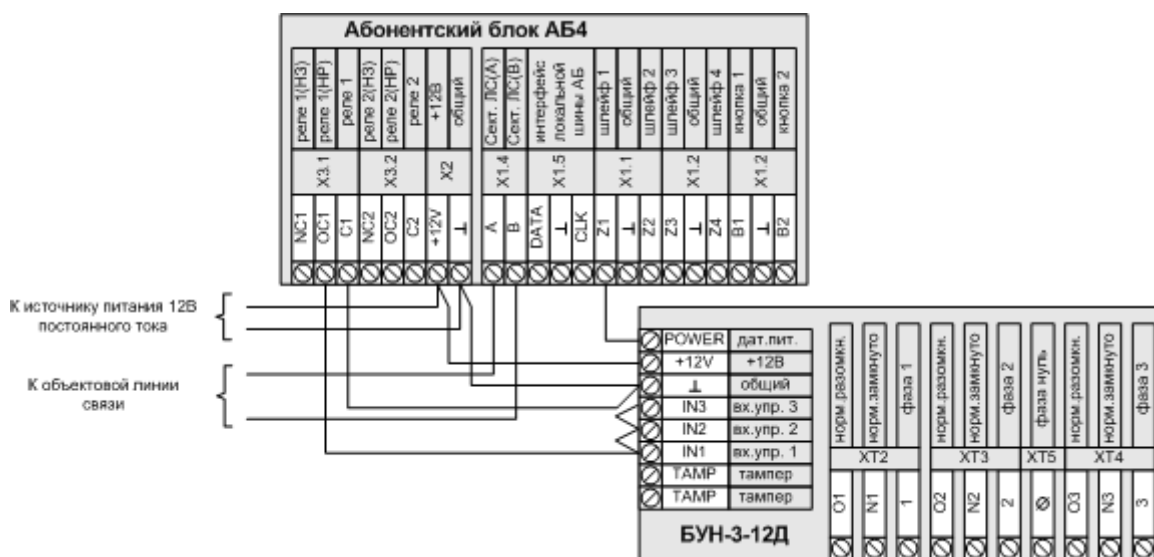 Абонентский блок АБ4
реле 1(НЗ)
реле 1(НР)
реле 1
реле 2(НЗ)
реле 2(НР)
реле 2
+12В
общий
Сект. ЛС(А)
Сект. ЛС(В)
интерфейс
локальной
шины АБ
шлейф 1
общий
шлейф 2
шлейф 3
общий
шлейф 4
кнопка 1
общий
кнопка 2
X3.1
X3.2
X2
X1.4
X1.5
X1.1
X1.2
X1.2
NC1
OC1
C1
NC2
OC2
C2
+12V
⊥
A
B
DATA
⊥
CLK
Z1
⊥
Z2
Z3
⊥
Z4
B1
⊥
B2
К источнику питания 12В
постоянного тока
К объектовой линии
связи
POWER дат.пит.
+12V +12В
⊥ общий
IN3 вх.упр. 3
IN2 вх.упр. 2
IN1 вх.упр. 1
TAMP тампер
TAMP тампер
БУН-3-12Д
норм.разомкн.
норм.замкнуто
фаза 1
норм.разомкн.
норм.замкнуто
фаза 2
фаза нуль
норм.разомкн.
норм.замкнуто
фаза 3
XT2
XT3
XT5
XT4
O1
N1
1
O2
N2
2
Ø
O3
N3
3